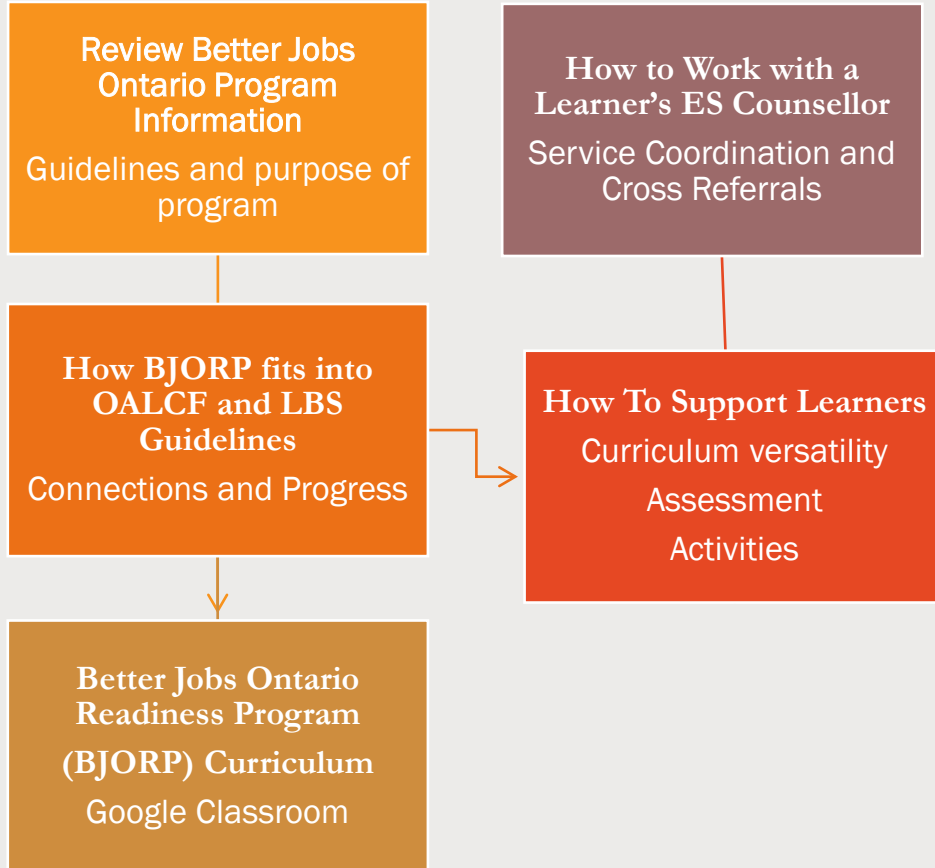 Review Better Jobs
Ontario Program
Information
Guidelines and purpose of
program
How BJORP fits into
OALCF and LBS
Guidelines
Connections and Progress
Better Jobs Ontario
Readiness Program
(BJORP) Curriculum
Google Classroom
How to Work with a
Learner’s ES Counsellor
Service Coordination and
Cross Referrals
How To Support Learners
Curriculum versatility
Assessment
Activities